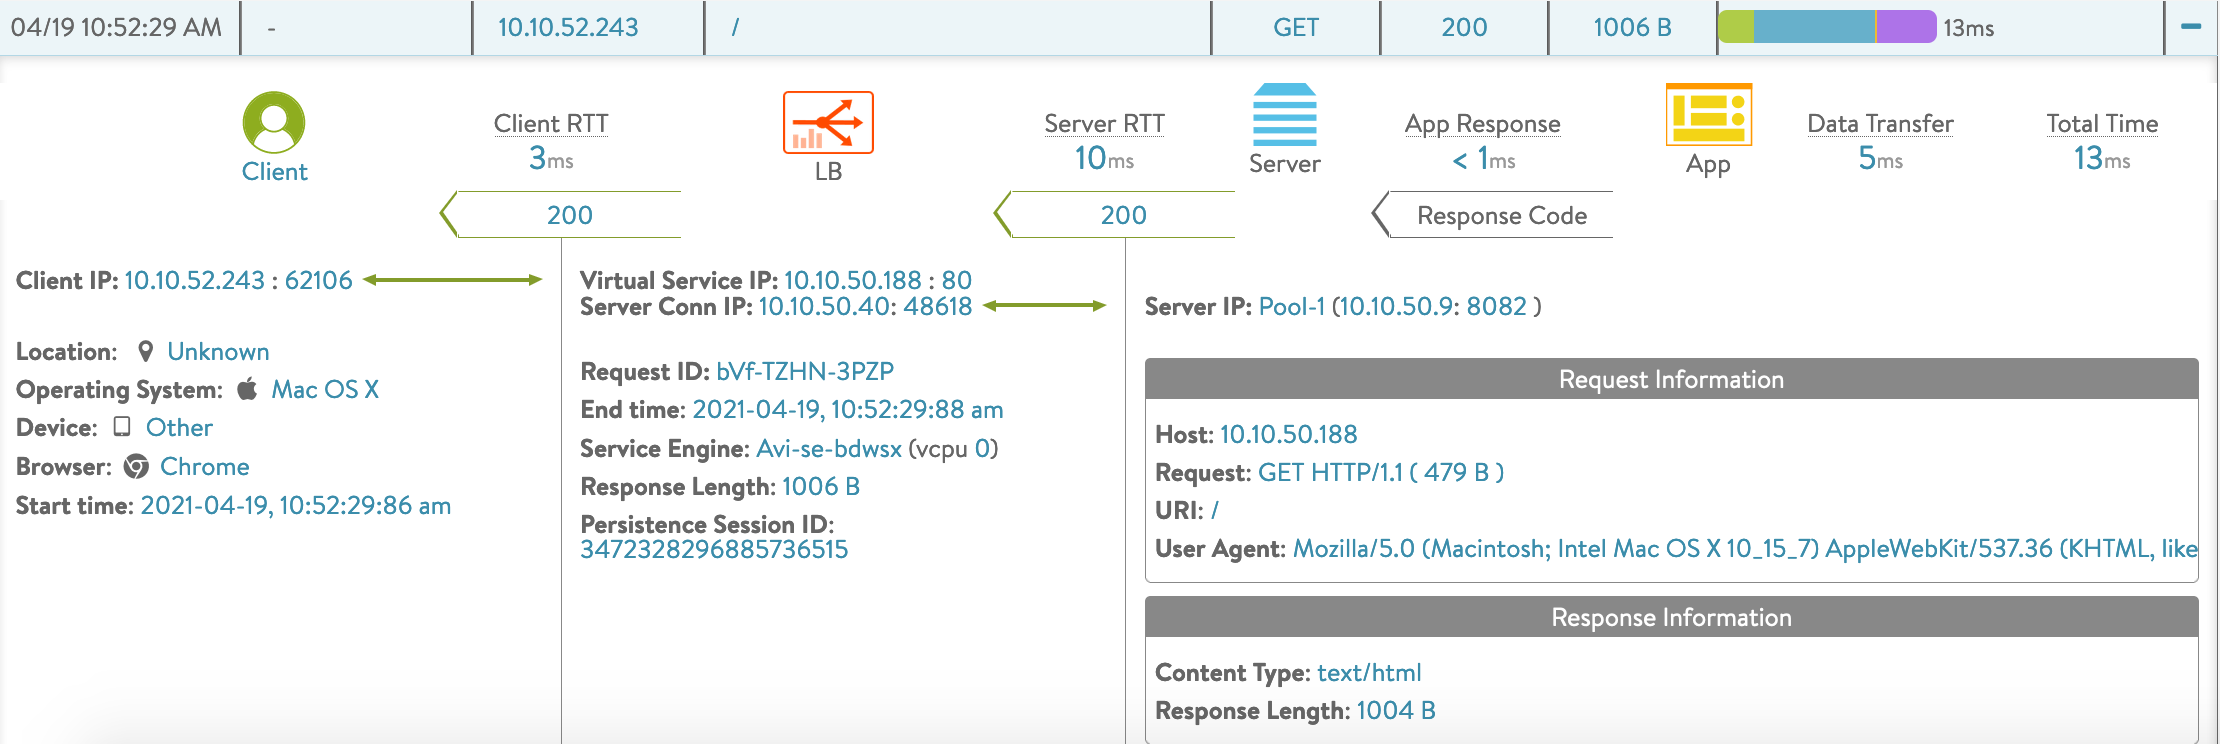 04/19 10:52:29 AM - 10.10.52.243 / GET 200 1006 B 13ms
Client RTT Server RTT App Response Data Transfer Total Time
3ms 10ms < 1ms 5ms 13ms
Client LB Server App
200 200 Response Code
Client IP: 10.10.52.243 : 62106
Location: Unknown
Operating System: Mac OS X
Device: Other
Browser: Chrome
Start time: 2021-04-19, 10:52:29:86 am
Virtual Service IP: 10.10.50.188 : 80
Server Conn IP: 10.10.50.40: 48618
Request ID: bVf-TZHN-3PZP
End time: 2021-04-19, 10:52:29:88 am
Service Engine: Avi-se-bdwsx (vcpu 0)
Response Length: 1006 B
Persistence Session ID:
3472328296885736515
Server IP: Pool-1 (10.10.50.9: 8082 )
Request Information
Host: 10.10.50.188
Request: GET HTTP/1.1 ( 479 B )
URI: /
User Agent: Mozilla/5.0 (Macintosh; Intel Mac OS X 10_15_7) AppleWebKit/537.36 (KHTML, like
Response Information
Content Type: text/html
Response Length: 1004 B